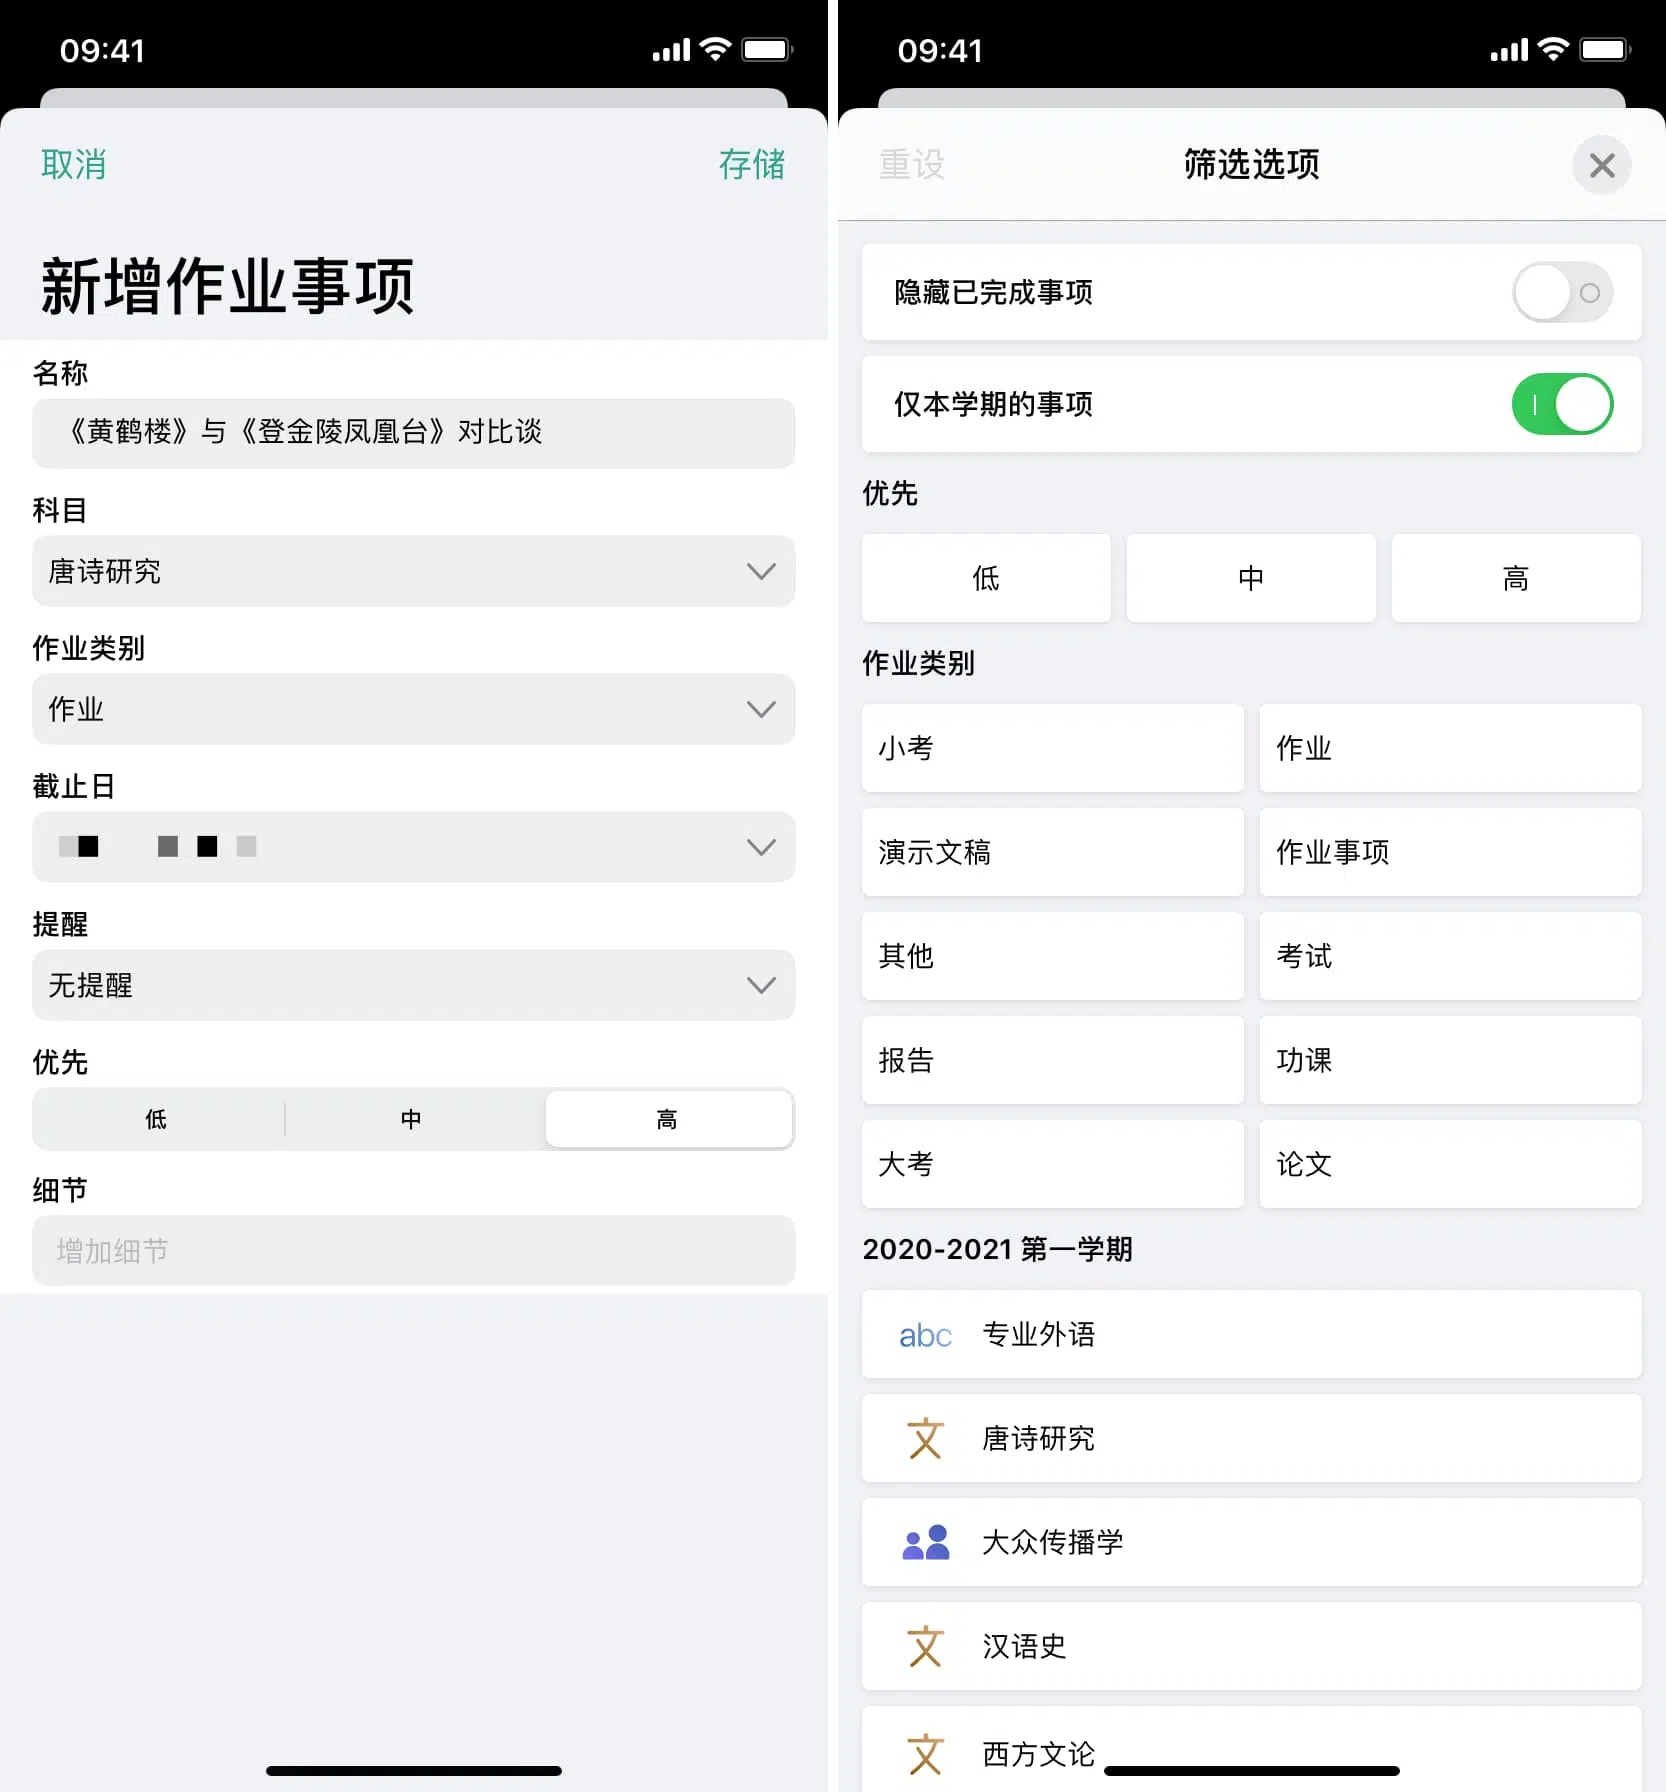 09:41
取消
存储
新增作业事项
名称
《黄鹤楼》与《登金陵凤凰台》对比谈
科目
唐诗研究
作业类别
作业
截止日
提醒
无提醒
优先
低
中
高
细节
增加细节
09:41
重设
筛选选项
隐藏已完成事项
仅本学期的事项
优先
低
中
高
作业类别
小考
作业
演示文稿
作业事项
其他
考试
报告
功课
大考
论文
2020-2021 第一学期
abc 专业外语
文 唐诗研究
大众传播学
文 汉语史
文 西方文论